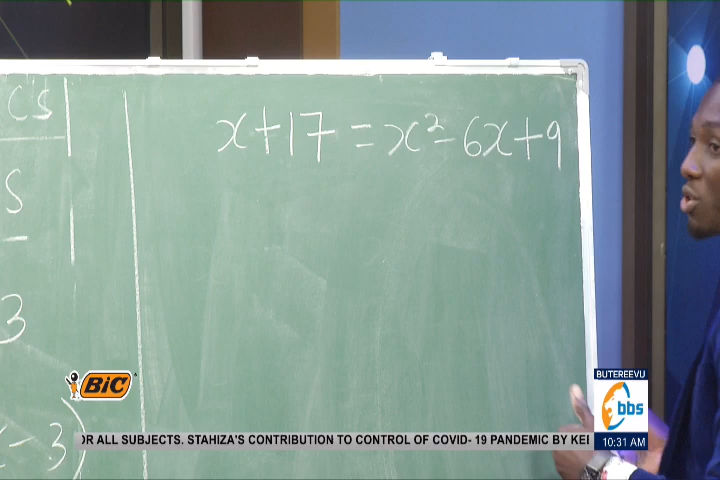 C's
x+17 = x²- 6x+9
S
3
- 3)
BiC
BUTEREEVU
bbs
OR ALL SUBJECTS. STAHIZA'S CONTRIBUTION TO CONTROL OF COVID- 19 PANDEMIC BY KEI
10:31 AM